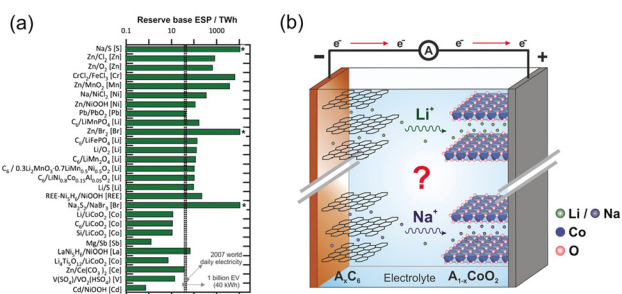 (a)
Reserve base ESP / TWh
0.1 10 1000
Na/S [S] *
Zn/Cl2 [Zn]
Zn/O2 [Zn]
CrCl2/FeCl3 [Cr]
Zn/MnO2 [Mn]
Na/NiCl2 [Ni]
Zn/NiOOH [Ni]
Pb/PbO2 [Pb]
C6/LiMnPO4 [Li]
Zn/Br2 [Br] *
C6/LiFePO4 [Li]
Li/O2 [Li]
C6/LiMn2O4 [Li]
C6 / 0.3Li2MnO3·0.7LiMn0.5Ni0.5O2 [Li]
C6/LiNi0.8Co0.15Al0.05O2 [Li]
Li/S [Li]
REE-Ni5H6/NiOOH [REE]
Na2S2/NaBr3 [Br] *
Li/LiCoO2 [Co]
C6/LiCoO2 [Co]
Si/LiCoO2 [Co]
Mg/Sb [Sb]
LaNi5H6/NiOOH [La]
Li4Ti5O12/LiCoO2 [Co]
Zn/Ce(CO3)2 [Ce]
V(SO4)/VO2(HSO4) [V]
Cd/NiOOH [Cd]
2007 world
daily electricity
1 billion EV
(40 kWh)
(b)
e- e- A e- e-
− +
Li+
?
Na+
Li / Na
Co
O
AxC6 Electrolyte A1-xCoO2